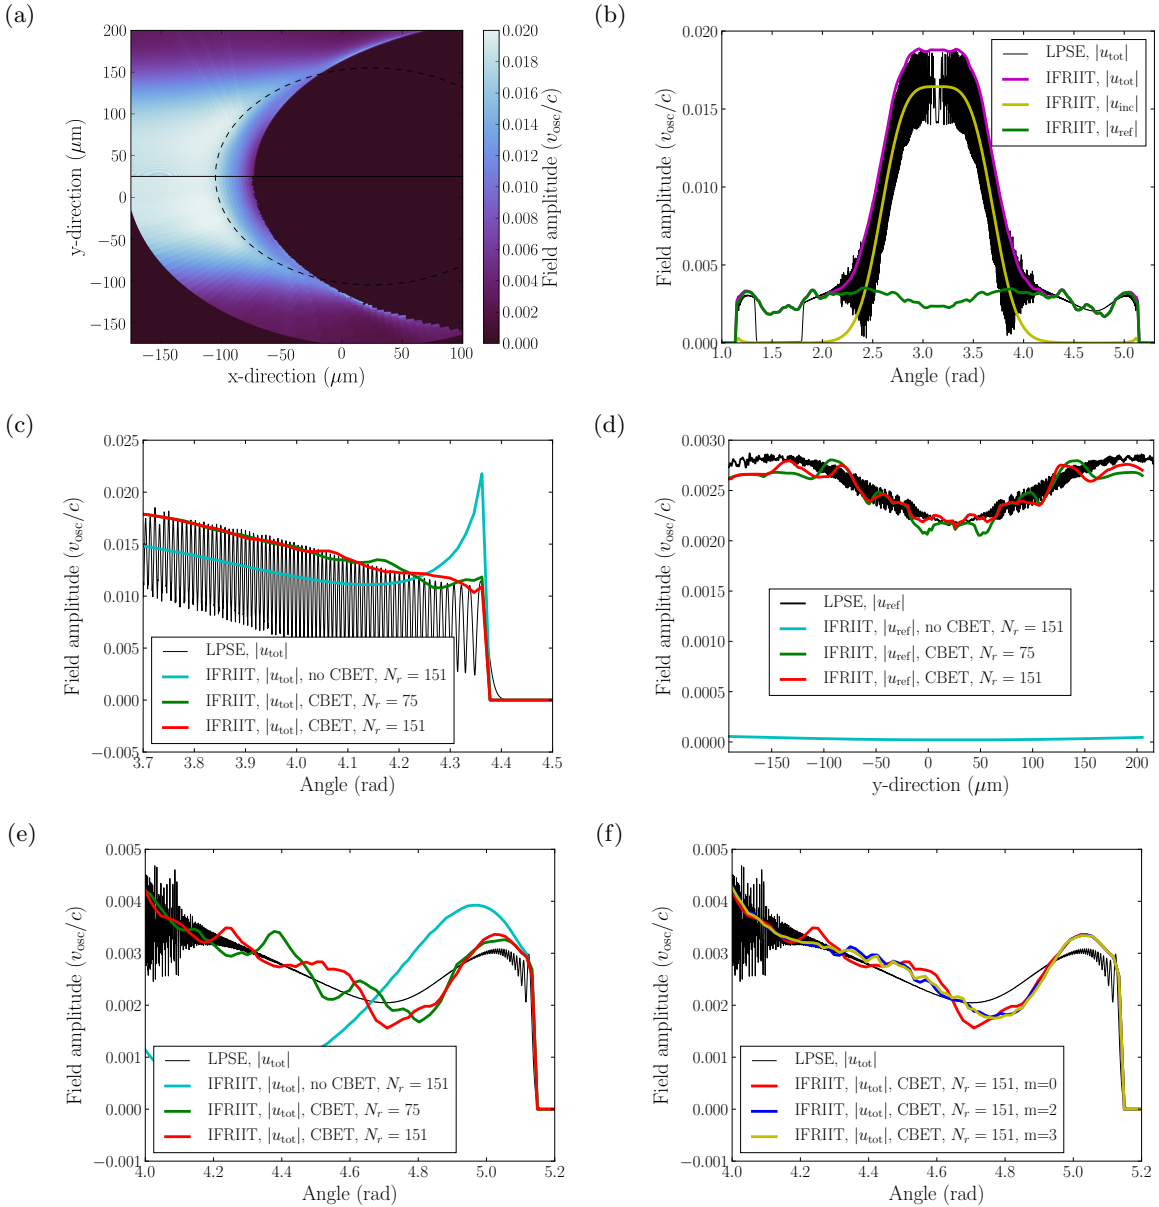 (a)
200
150
100
50
0
−50
−100
−150
y-direction (μm)
−150 −100 −50 0 50 100
x-direction (μm)
0.020
0.018
0.016
0.014
0.012
0.010
0.008
0.006
0.004
0.002
0.000
Field amplitude (v_osc/c)
(b)
0.020
0.015
0.010
0.005
0.000
Field amplitude (v_osc/c)
1.0 1.5 2.0 2.5 3.0 3.5 4.0 4.5 5.0
Angle (rad)
LPSE, |u_tot|
IFRIIT, |u_tot|
IFRIIT, |u_inc|
IFRIIT, |u_ref|
(c)
0.025
0.020
0.015
0.010
0.005
0.000
−0.005
Field amplitude (v_osc/c)
3.7 3.8 3.9 4.0 4.1 4.2 4.3 4.4 4.5
Angle (rad)
LPSE, |u_tot|
IFRIIT, |u_tot|, no CBET, N_r = 151
IFRIIT, |u_tot|, CBET, N_r = 75
IFRIIT, |u_tot|, CBET, N_r = 151
(d)
0.0030
0.0025
0.0020
0.0015
0.0010
0.0005
0.0000
Field amplitude (v_osc/c)
−150 −100 −50 0 50 100 150 200
y-direction (μm)
LPSE, |u_ref|
IFRIIT, |u_ref|, no CBET, N_r = 151
IFRIIT, |u_ref|, CBET, N_r = 75
IFRIIT, |u_ref|, CBET, N_r = 151
(e)
0.005
0.004
0.003
0.002
0.001
0.000
−0.001
Field amplitude (v_osc/c)
4.0 4.2 4.4 4.6 4.8 5.0 5.2
Angle (rad)
LPSE, |u_tot|
IFRIIT, |u_tot|, no CBET, N_r = 151
IFRIIT, |u_tot|, CBET, N_r = 75
IFRIIT, |u_tot|, CBET, N_r = 151
(f)
0.005
0.004
0.003
0.002
0.001
0.000
−0.001
Field amplitude (v_osc/c)
4.0 4.2 4.4 4.6 4.8 5.0 5.2
Angle (rad)
LPSE, |u_tot|
IFRIIT, |u_tot|, CBET, N_r = 151, m=0
IFRIIT, |u_tot|, CBET, N_r = 151, m=2
IFRIIT, |u_tot|, CBET, N_r = 151, m=3